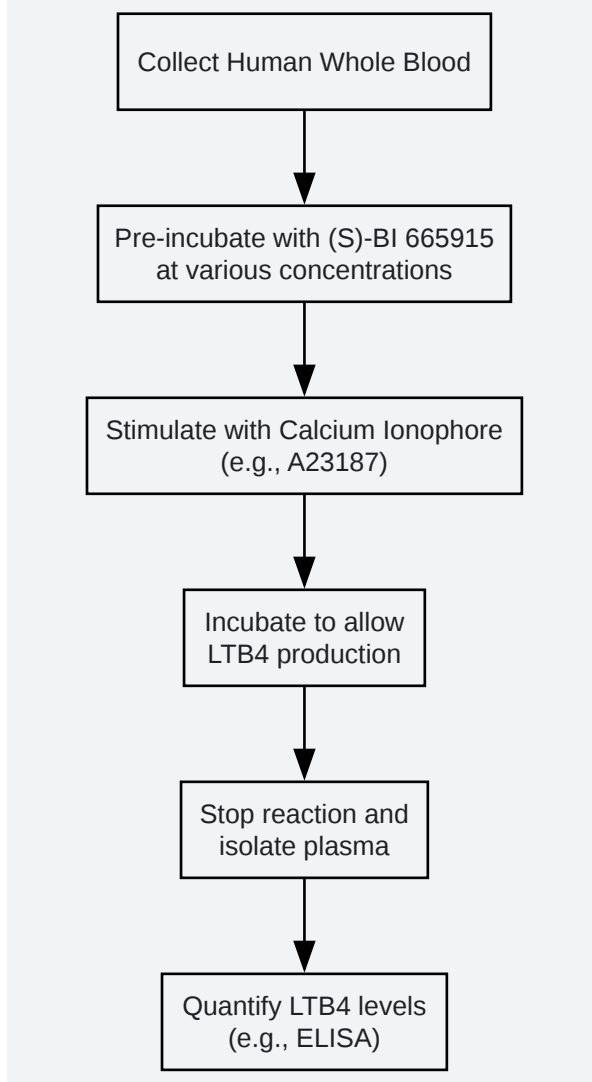 Collect Human Whole Blood
Pre-incubate with (S)-BI 665915
at various concentrations
Stimulate with Calcium Ionophore
(e.g., A23187)
Incubate to allow
LTB4 production
Stop reaction and
isolate plasma
Quantify LTB4 levels
(e.g., ELISA)